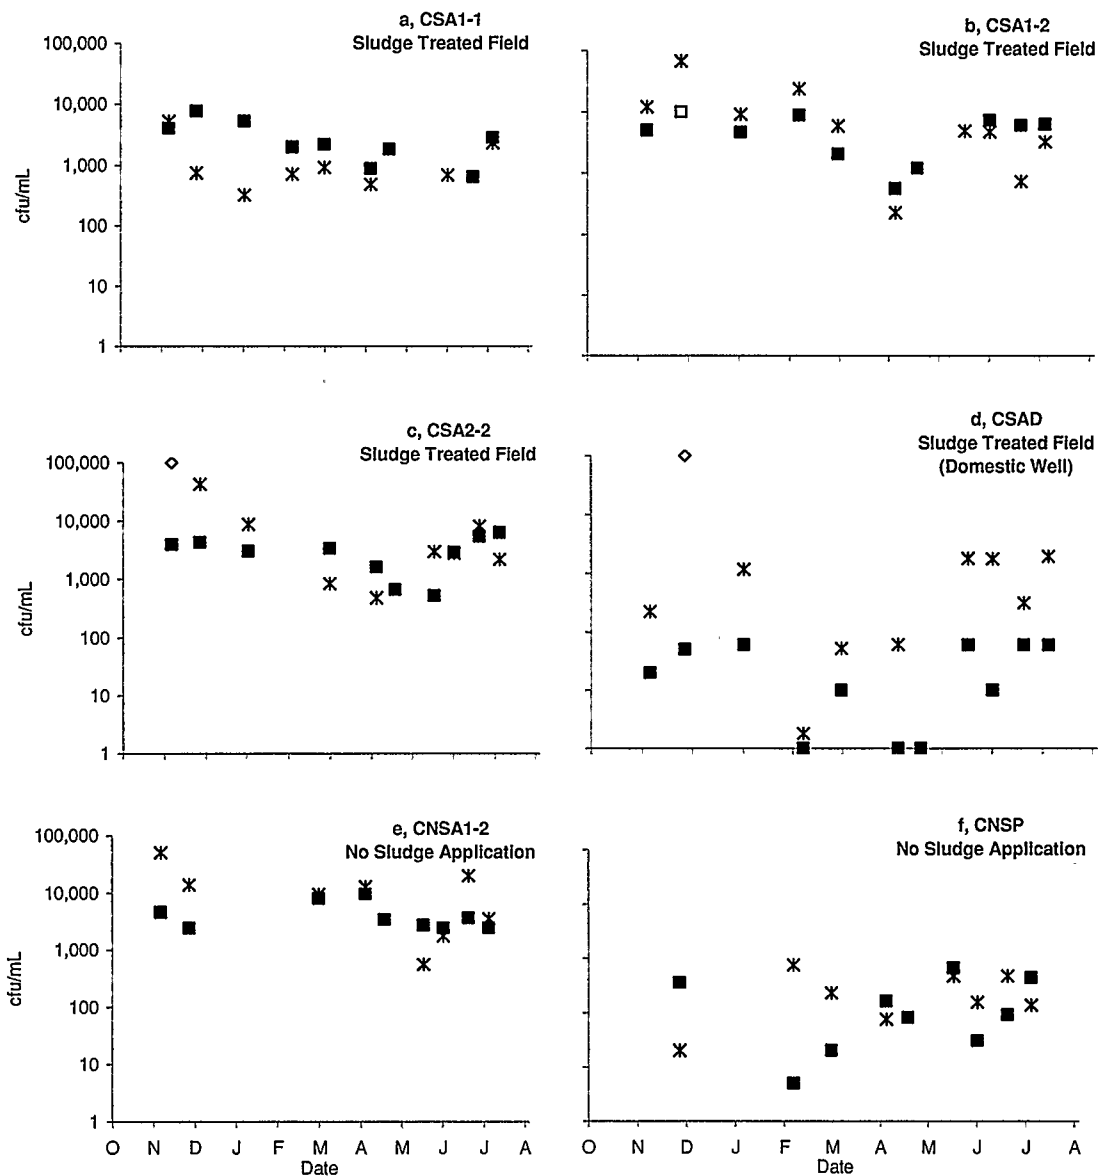 a, CSA1-1
Sludge Treated Field
100,000
10,000
1,000
100
10
1
cfu/mL
b, CSA1-2
Sludge Treated Field
c, CSA2-2
Sludge Treated Field
100,000
10,000
1,000
100
10
1
cfu/mL
d, CSAD
Sludge Treated Field
(Domestic Well)
e, CNSA1-2
No Sludge Application
100,000
10,000
1,000
100
10
1
cfu/mL
O N D J F M A M J J A
Date
f, CNSP
No Sludge Application
O N D J F M A M J J A
Date